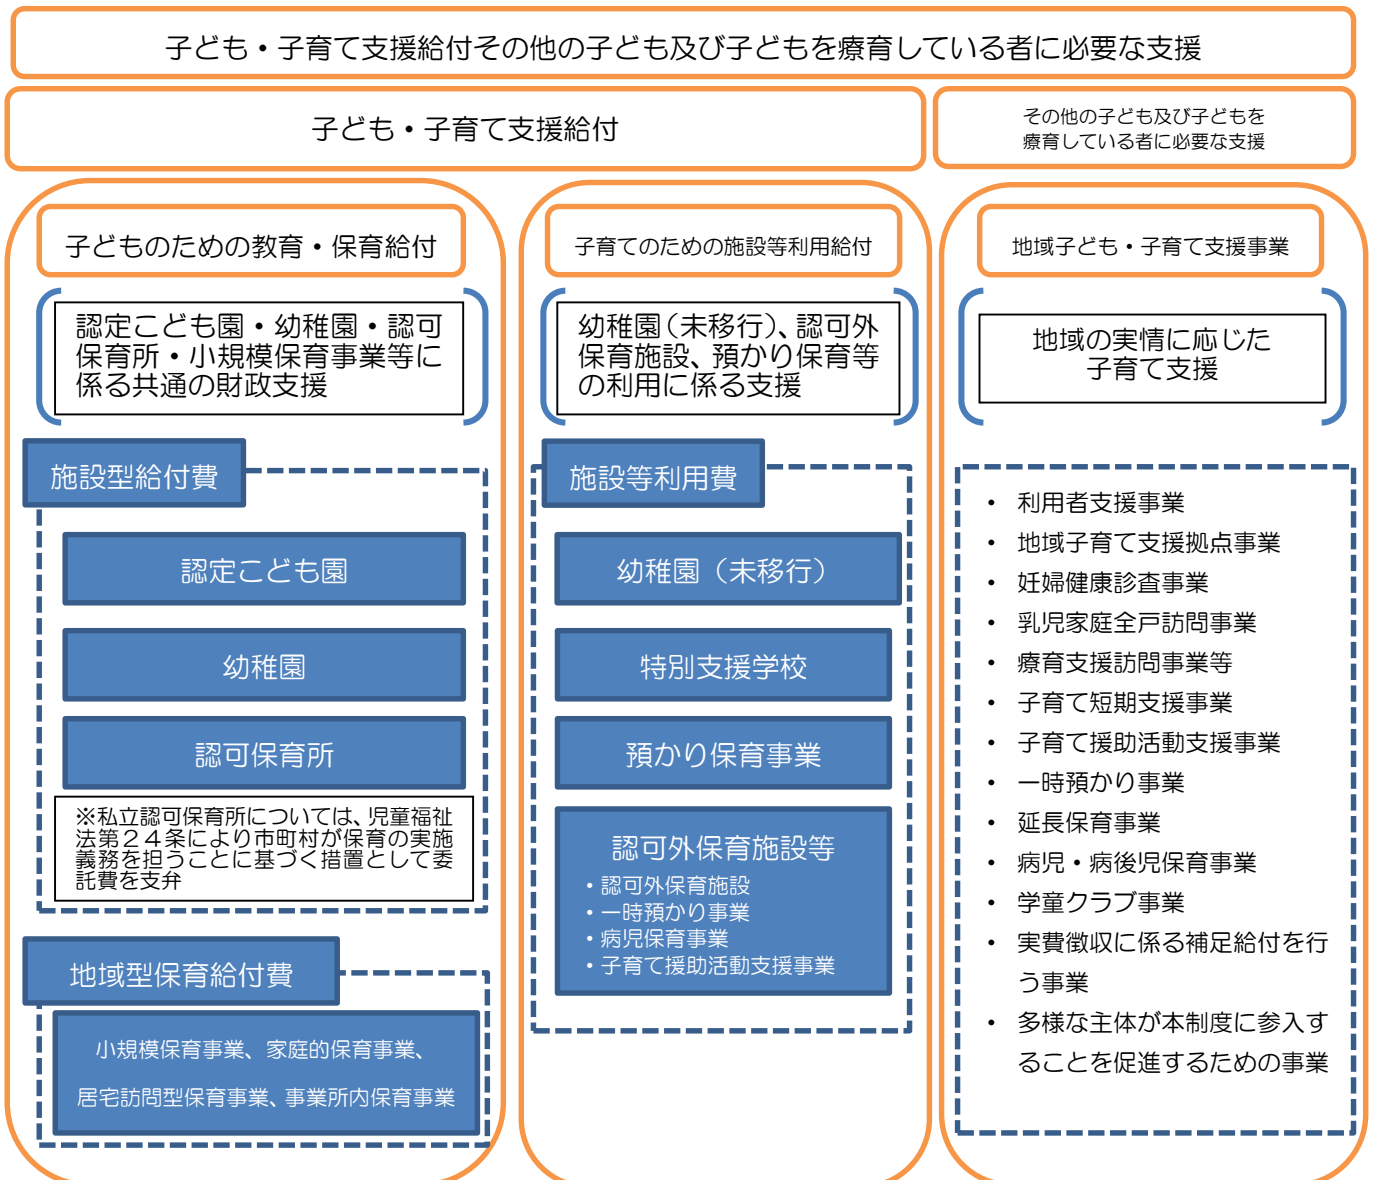 子ども・子育て支援給付その他の子ども及び子どもを療育している者に必要な支援
子ども・子育て支援給付
その他の子ども及び子どもを
療育している者に必要な支援
子どものための教育・保育給付
認定こども園・幼稚園・認可
保育所・小規模保育事業等に
係る共通の財政支援
施設型給付費
認定こども園
幼稚園
認可保育所
※私立認可保育所については、児童福祉
法第24条により市町村が保育の実施
義務を担うことに基づく措置として委
託費を支弁
地域型保育給付費
小規模保育事業、家庭的保育事業、
居宅訪問型保育事業、事業所内保育事業
子育てのための施設等利用給付
幼稚園(未移行)、認可外
保育施設、預かり保育等
の利用に係る支援
施設等利用費
幼稚園(未移行)
特別支援学校
預かり保育事業
認可外保育施設等
・認可外保育施設
・一時預かり事業
・病児保育事業
・子育て援助活動支援事業
地域子ども・子育て支援事業
地域の実情に応じた
子育て支援
・ 利用者支援事業
・ 地域子育て支援拠点事業
・ 妊婦健康診査事業
・ 乳児家庭全戸訪問事業
・ 療育支援訪問事業等
・ 子育て短期支援事業
・ 子育て援助活動支援事業
・ 一時預かり事業
・ 延長保育事業
・ 病児・病後児保育事業
・ 学童クラブ事業
・ 実費徴収に係る補足給付を行
う事業
・ 多様な主体が本制度に参入す
ることを促進するための事業